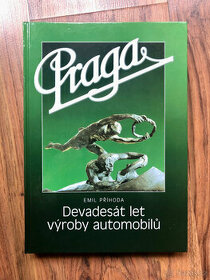 Praga
EMIL PŘÍHODA
Devadesát let
výroby automobilů